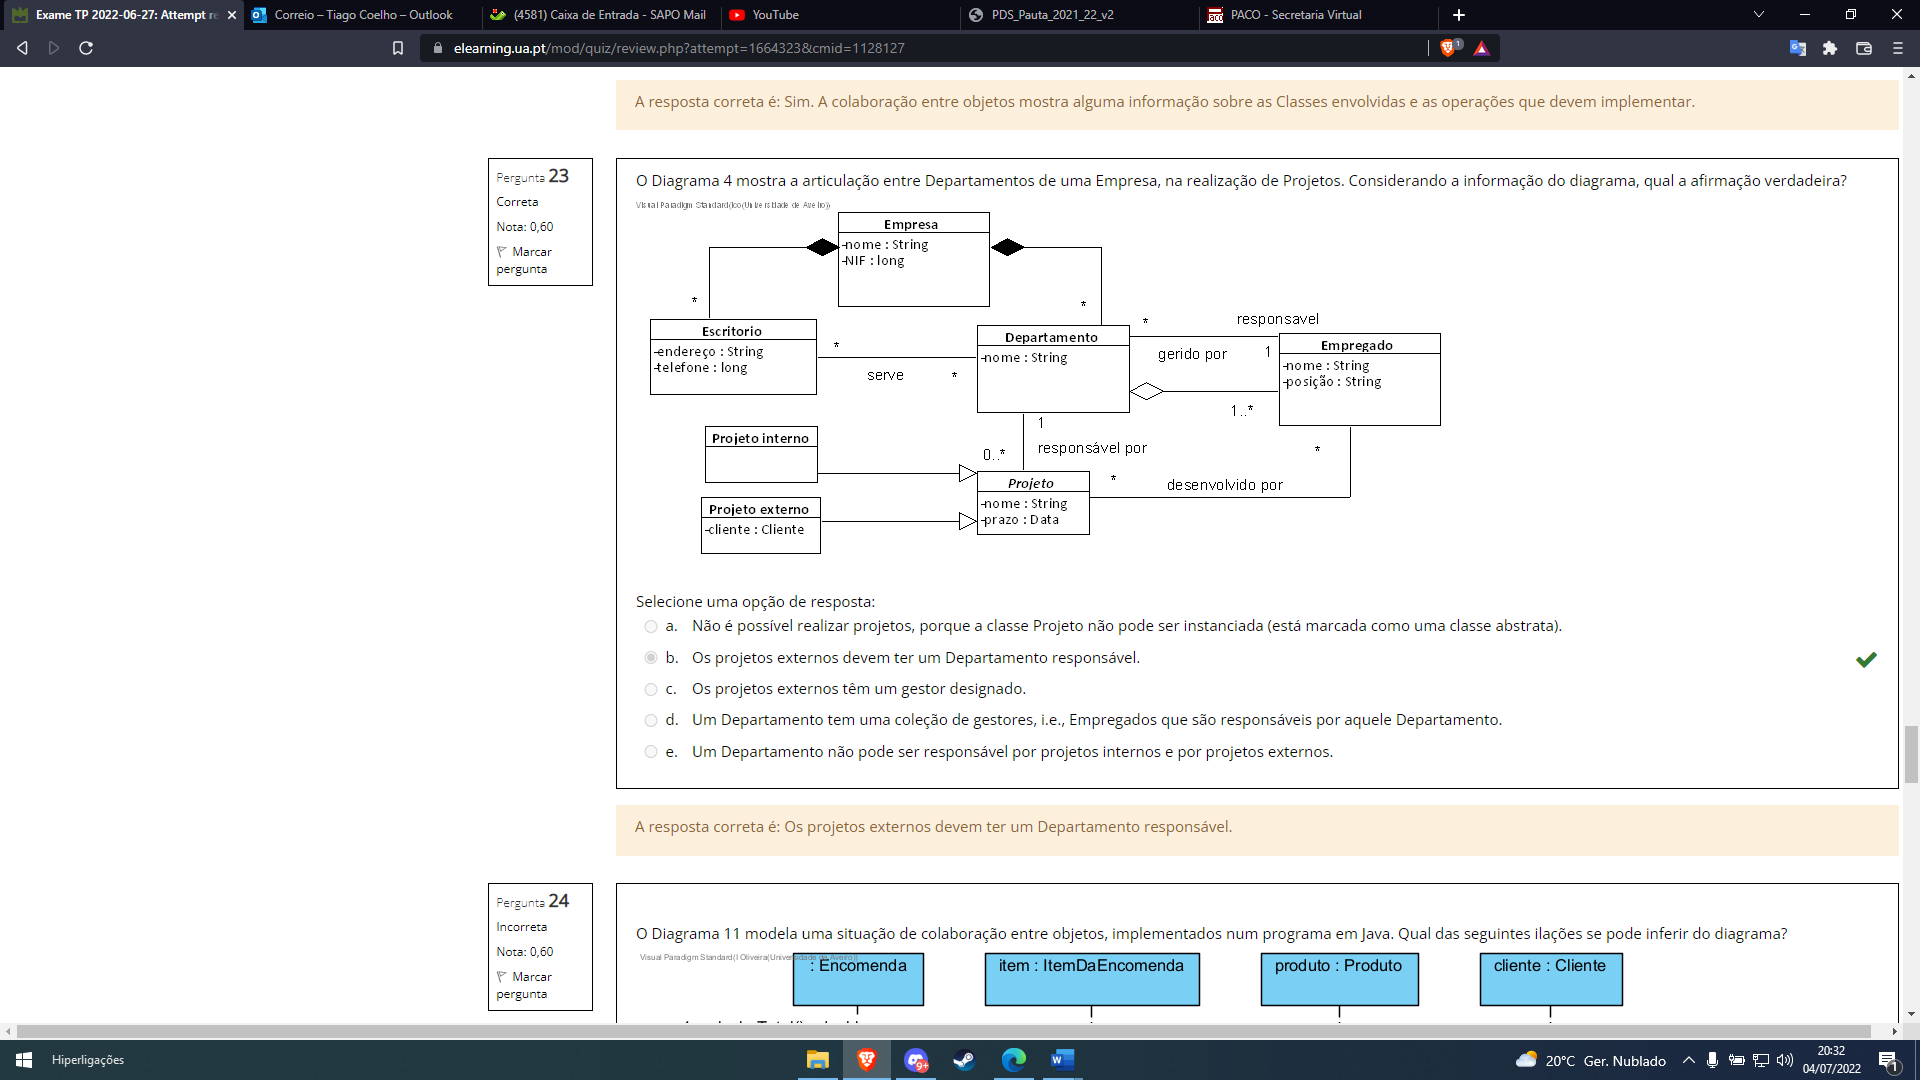 Exame TP 2022-06-27: Attempt re
Correio – Tiago Coelho – Outlook
(4581) Caixa de Entrada - SAPO Mail
YouTube
PDS_Pauta_2021_22_v2
PACO - Secretaria Virtual
elearning.ua.pt/mod/quiz/review.php?attempt=1664323&cmid=1128127
A resposta correta é: Sim. A colaboração entre objetos mostra alguma informação sobre as Classes envolvidas e as operações que devem implementar.
Pergunta 23
Correta
Nota: 0,60
Marcar
pergunta
O Diagrama 4 mostra a articulação entre Departamentos de uma Empresa, na realização de Projetos. Considerando a informação do diagrama, qual a afirmação verdadeira?
Visual Paradigm Standard(ico(Universidade de Aveiro))
Empresa
-nome : String
-NIF : long
*
*
Escritorio
-endereço : String
-telefone : long
*
serve
*
Departamento
-nome : String
*
responsavel
gerido por
1
Empregado
-nome : String
-posição : String
1..*
1
responsável por
0..*
*
Projeto interno
Projeto
-nome : String
-prazo : Data
*
desenvolvido por
Projeto externo
-cliente : Cliente
Selecione uma opção de resposta:
a. Não é possível realizar projetos, porque a classe Projeto não pode ser instanciada (está marcada como uma classe abstrata).
b. Os projetos externos devem ter um Departamento responsável.
c. Os projetos externos têm um gestor designado.
d. Um Departamento tem uma coleção de gestores, i.e., Empregados que são responsáveis por aquele Departamento.
e. Um Departamento não pode ser responsável por projetos internos e por projetos externos.
A resposta correta é: Os projetos externos devem ter um Departamento responsável.
Pergunta 24
Incorreta
Nota: 0,60
Marcar
pergunta
O Diagrama 11 modela uma situação de colaboração entre objetos, implementados num programa em Java. Qual das seguintes ilações se pode inferir do diagrama?
Visual Paradigm Standard(I Oliveira(Universidade de Aveiro))
: Encomenda
item : ItemDaEncomenda
produto : Produto
cliente : Cliente
Hiperligações
9+
20°C Ger. Nublado
20:32
04/07/2022
1